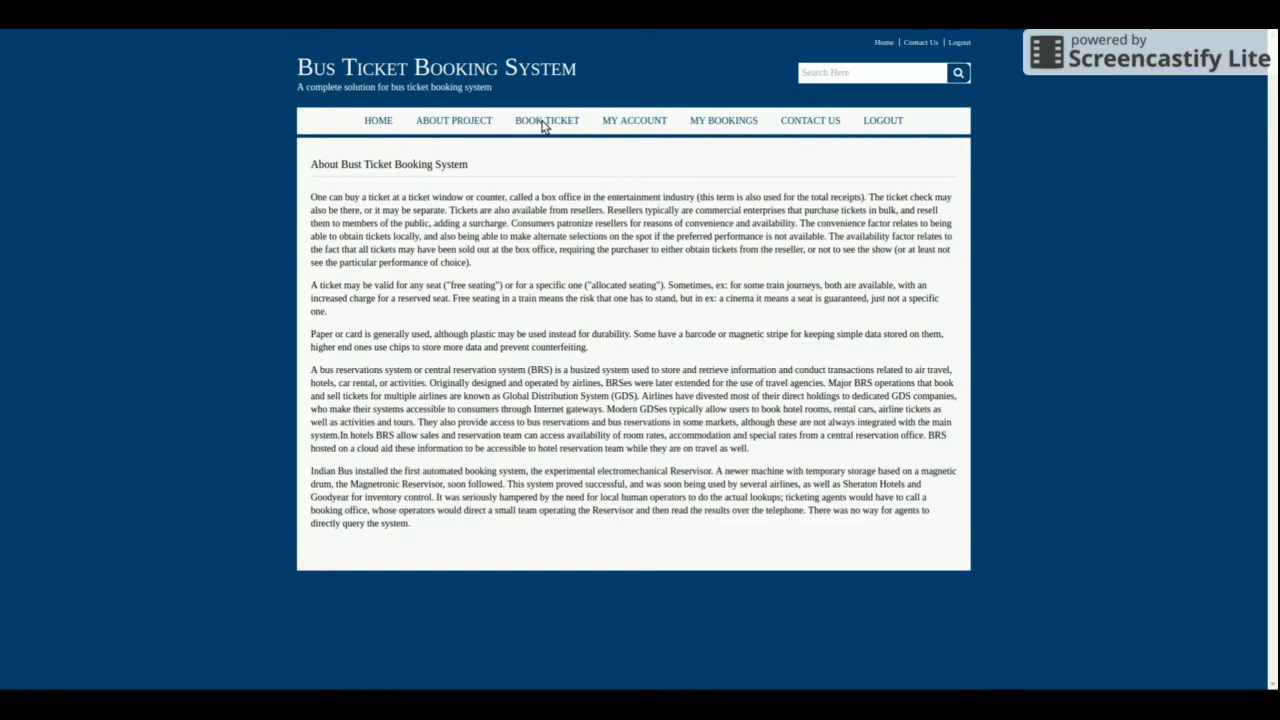 Home Contact Us Logout
powered by
Screencastify Lite
BUS TICKET BOOKING SYSTEM
A complete solution for bus ticket booking system
Search Here
HOME ABOUT PROJECT BOOK TICKET MY ACCOUNT MY BOOKINGS CONTACT US LOGOUT
About Bust Ticket Booking System
One can buy a ticket at a ticket window or counter, called a box office in the entertainment industry (this term is also used for the total receipts). The ticket check may
also be there, or it may be separate. Tickets are also available from resellers. Resellers typically are commercial enterprises that purchase tickets in bulk, and resell
them to members of the public, adding a surcharge. Consumers patronize resellers for reasons of convenience and availability. The convenience factor relates to being
able to obtain tickets locally, and also being able to make alternate selections on the spot if the preferred performance is not available. The availability factor relates to
the fact that all tickets may have been sold out at the box office, requiring the purchaser to either obtain tickets from the reseller, or not to see the show (or at least not
see the particular performance of choice).
A ticket may be valid for any seat ("free seating") or for a specific one ("allocated seating"). Sometimes, ex: for some train journeys, both are available, with an
increased charge for a reserved seat. Free seating in a train means the risk that one has to stand, but in ex: a cinema it means a seat is guaranteed, just not a specific
one.
Paper or card is generally used, although plastic may be used instead for durability. Some have a barcode or magnetic stripe for keeping simple data stored on them,
higher end ones use chips to store more data and prevent counterfeiting.
A bus reservations system or central reservation system (BRS) is a busized system used to store and retrieve information and conduct transactions related to air travel,
hotels, car rental, or activities. Originally designed and operated by airlines, BRSes were later extended for the use of travel agencies. Major BRS operations that book
and sell tickets for multiple airlines are known as Global Distribution System (GDS). Airlines have divested most of their direct holdings to dedicated GDS companies,
who make their systems accessible to consumers through Internet gateways. Modern GDSes typically allow users to book hotel rooms, rental cars, airline tickets as
well as activities and tours. They also provide access to bus reservations and bus reservations in some markets, although these are not always integrated with the main
system.In hotels BRS allow sales and reservation team can access availability of room rates, accommodation and special rates from a central reservation office. BRS
hosted on a cloud aid these information to be accessible to hotel reservation team while they are on travel as well.
Indian Bus installed the first automated booking system, the experimental electromechanical Reservisor. A newer machine with temporary storage based on a magnetic
drum, the Magnetronic Reservisor, soon followed. This system proved successful, and was soon being used by several airlines, as well as Sheraton Hotels and
Goodyear for inventory control. It was seriously hampered by the need for local human operators to do the actual lookups; ticketing agents would have to call a
booking office, whose operators would direct a small team operating the Reservisor and then read the results over the telephone. There was no way for agents to
directly query the system.